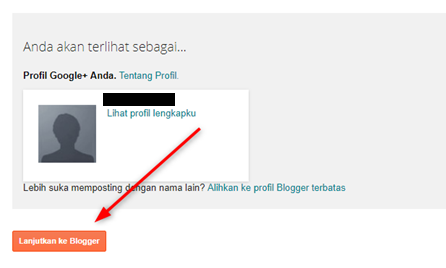 Anda akan terlihat sebagai...
Profil Google+ Anda. Tentang Profil.
Lihat profil lengkapku
Lebih suka memposting dengan nama lain? Alihkan ke profil Blogger terbatas
Lanjutkan ke Blogger